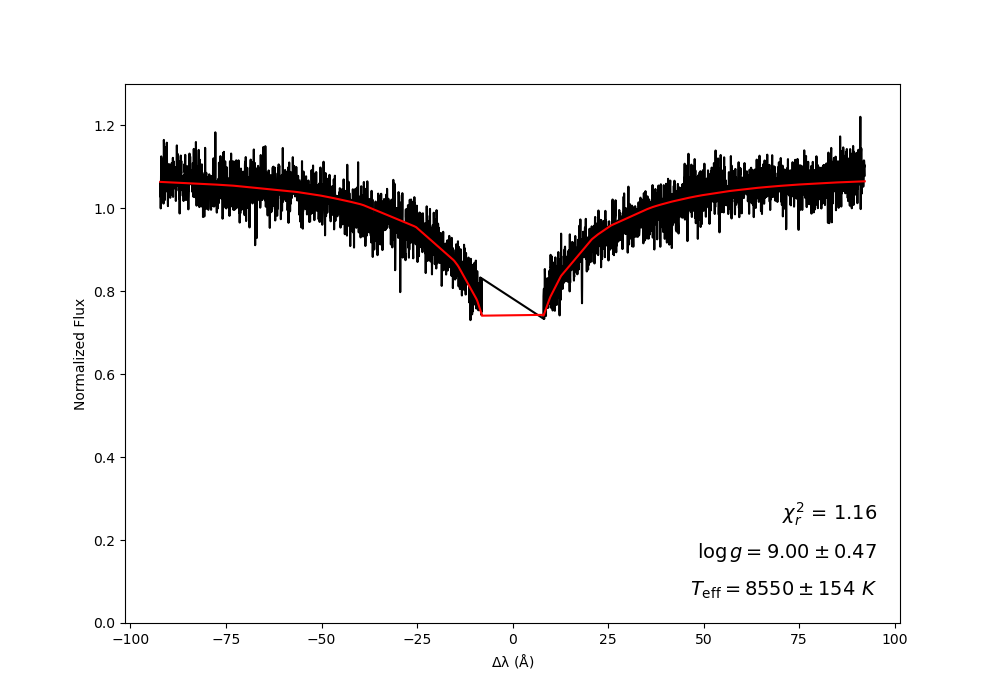 1.2
1.0
0.8
0.6
0.4
0.2
0.0
Normalized Flux
χ²ᵣ = 1.16
log g = 9.00 ± 0.47
T_eff = 8550 ± 154 K
−100 −75 −50 −25 0 25 50 75 100
Δλ (Å)